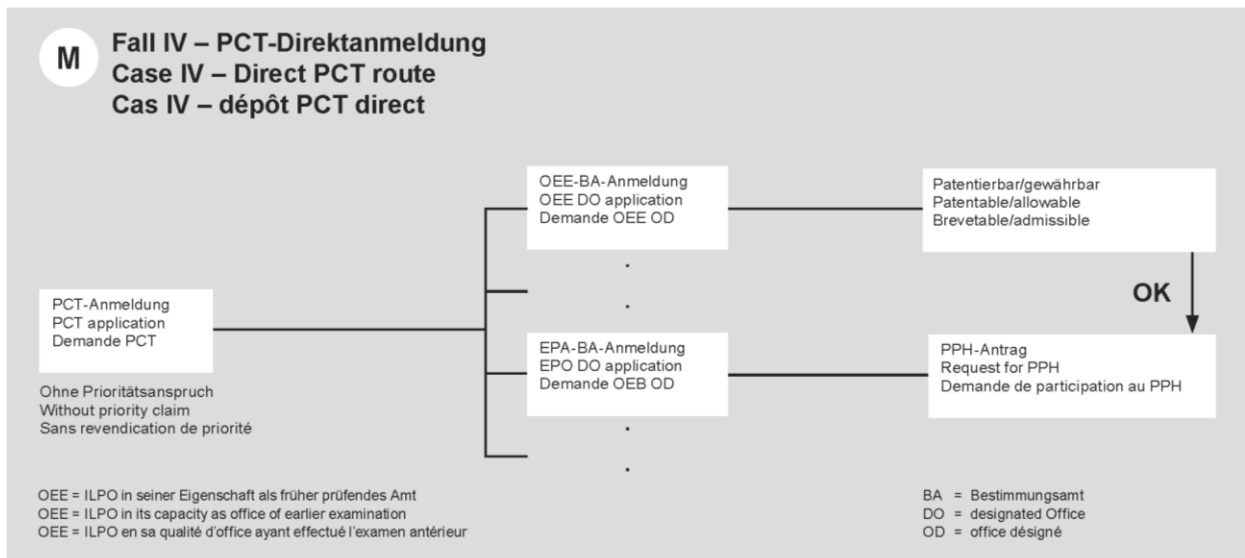 M
Fall IV – PCT-Direktanmeldung
Case IV – Direct PCT route
Cas IV – dépôt PCT direct
OEE-BA-Anmeldung
OEE DO application
Demande OEE OD
Patentierbar/gewährbar
Patentable/allowable
Brevetable/admissible
OK
PCT-Anmeldung
PCT application
Demande PCT
Ohne Prioritätsanspruch
Without priority claim
Sans revendication de priorité
EPA-BA-Anmeldung
EPO DO application
Demande OEB OD
PPH-Antrag
Request for PPH
Demande de participation au PPH
OEE = ILPO in seiner Eigenschaft als früher prüfendes Amt
OEE = ILPO in its capacity as office of earlier examination
OEE = ILPO en sa qualité d'office ayant effectué l'examen antérieur
BA = Bestimmungsamt
DO = designated Office
OD = office désigné